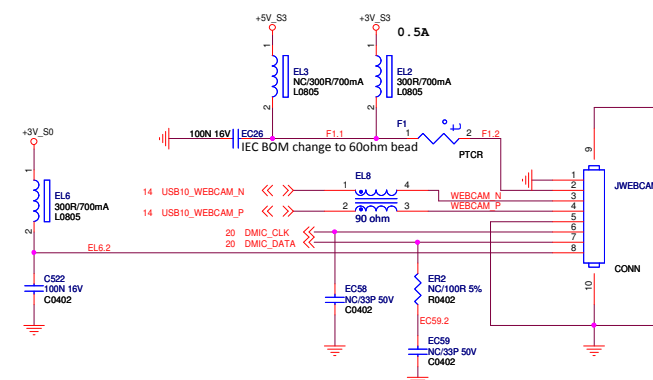 +5V_S3
+3V_S3
0.5A
1
1
EL3
NC/300R/700mA
L0805
EL2
300R/700mA
L0805
2
2
+3V_S0
100N 16V
EC26
F1.1
F1
1
t
2
F1.2
PTCR
IEC BOM change to 60ohm bead
9
1
EL6
300R/700mA
L0805
2
EL8
14 USB10_WEBCAM_N
1
4
WEBCAM_N
14 USB10_WEBCAM_P
2
3
WEBCAM_P
90 ohm
20 DMIC_CLK
20 DMIC_DATA
EL6.2
1
2
3
4
5
6
7
8
JWEBCAM
CONN
10
C522
100N 16V
C0402
EC58
NC/33P 50V
C0402
ER2
NC/100R 5%
R0402
EC59.2
EC59
NC/33P 50V
C0402